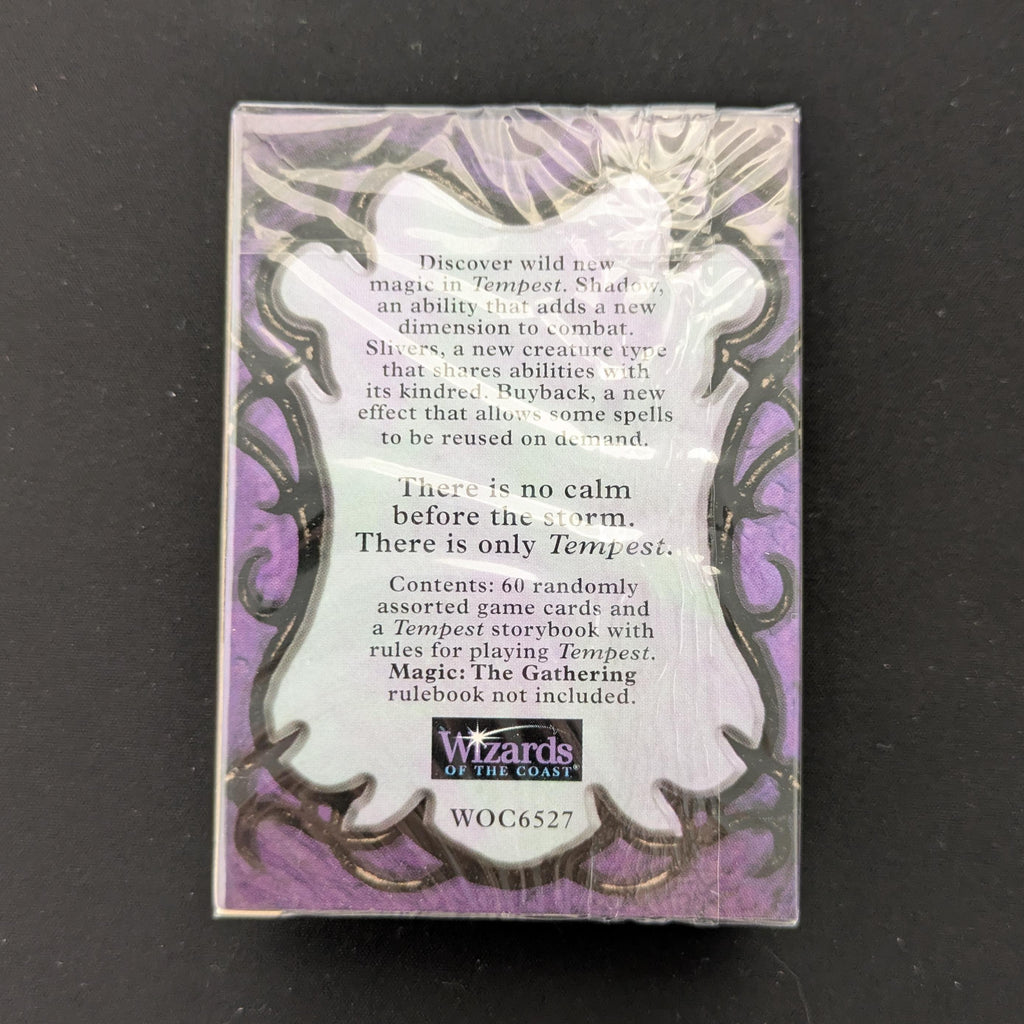 Discover wild new
magic in Tempest. Shadow,
an ability that adds a new
dimension to combat.
Slivers, a new creature type
that shares abilities with
its kindred. Buyback, a new
effect that allows some spells
to be reused on demand.
There is no calm
before the storm.
There is only Tempest.
Contents: 60 randomly
assorted game cards and
a Tempest storybook with
rules for playing Tempest.
Magic: The Gathering
rulebook not included.
Wizards
OF THE COAST®
WOC6527